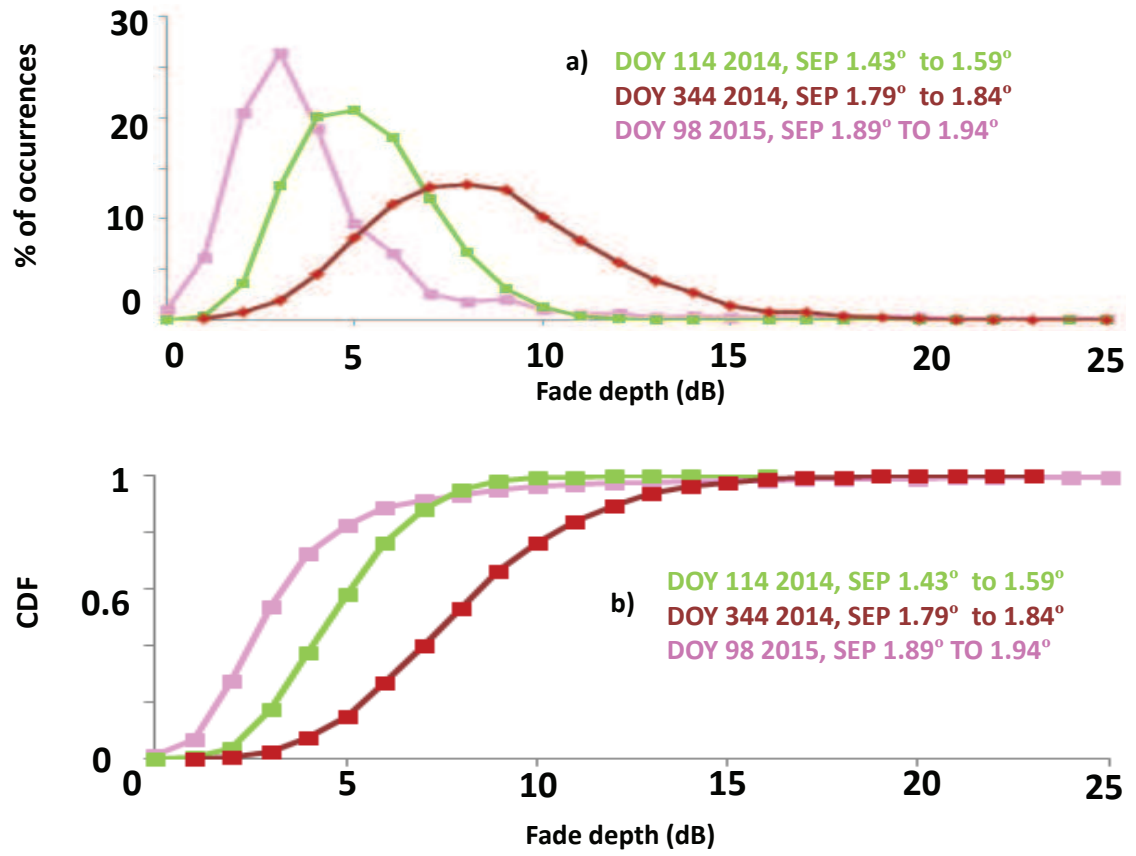 30
20
10
0
% of occurrences
a)
DOY 114 2014, SEP 1.43° to 1.59°
DOY 344 2014, SEP 1.79° to 1.84°
DOY 98 2015, SEP 1.89° TO 1.94°
0 5 10 15 20 25
Fade depth (dB)
1
0.6
0
CDF
b)
DOY 114 2014, SEP 1.43° to 1.59°
DOY 344 2014, SEP 1.79° to 1.84°
DOY 98 2015, SEP 1.89° TO 1.94°
0 5 10 15 20 25
Fade depth (dB)